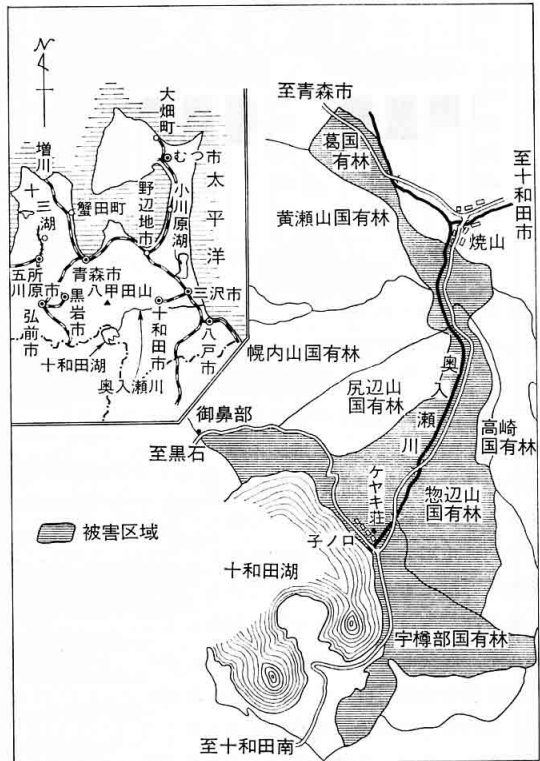 N
大畑町
むつ市
太平洋
増川
十三湖
蟹田町
野辺地市
小川原湖
五所川原市
青森市
八甲田山
黒岩市
弘前市
三沢市
十和田市
八戸市
十和田湖
奥入瀬川
至青森市
葛国
有林
至十和田市
黄瀬山国有林
焼山
幌内山国有林
奥入瀬川
尻辺山
国有林
高崎
国有林
御鼻部
至黒石
ケヤキ荘
惣辺山
国有林
被害区域
子ノ口
十和田湖
宇樽部国有林
至十和田南